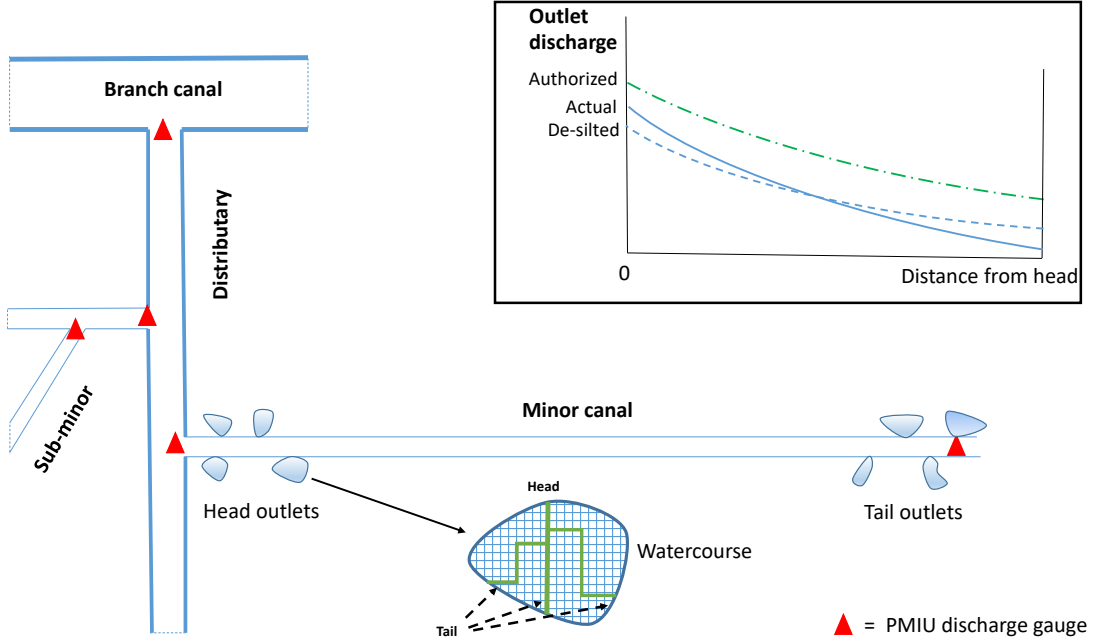 Branch canal
Distributary
Sub-minor
Minor canal
Head outlets
Tail outlets
Head
Watercourse
Tail
= PMIU discharge gauge
Outlet
discharge
Authorized
Actual
De-silted
0
Distance from head